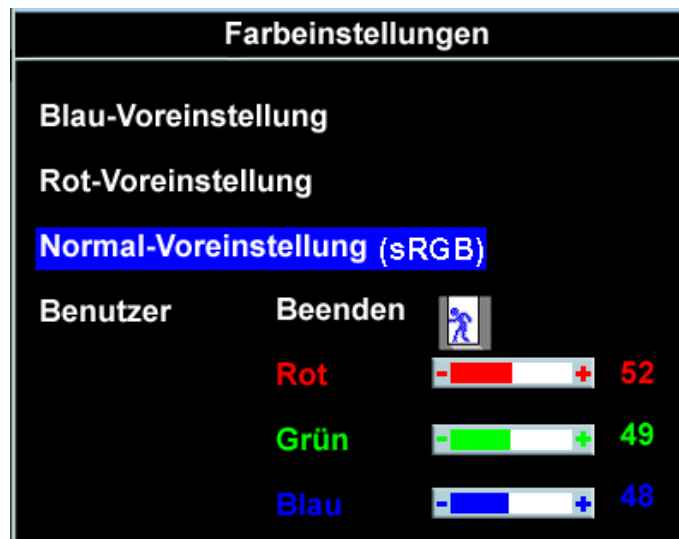 Farbeinstellungen
Blau-Voreinstellung
Rot-Voreinstellung
Normal-Voreinstellung (sRGB)
Benutzer Beenden
Rot - + 52
Grün - + 49
Blau - + 48